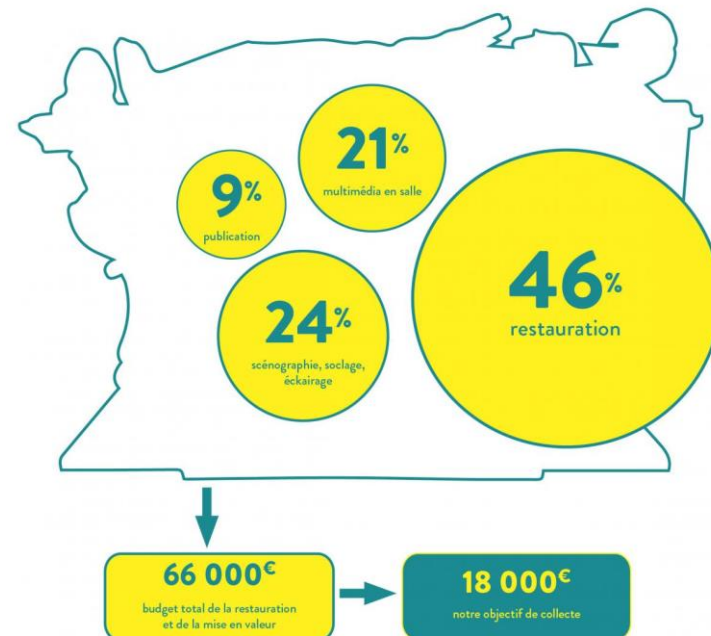 21%
multimédia en salle
9%
publication
46%
restauration
24%
scénographie, soclage,
éckairage
66 000€
budget total de la restauration
et de la mise en valeur
18 000€
notre objectif de collecte